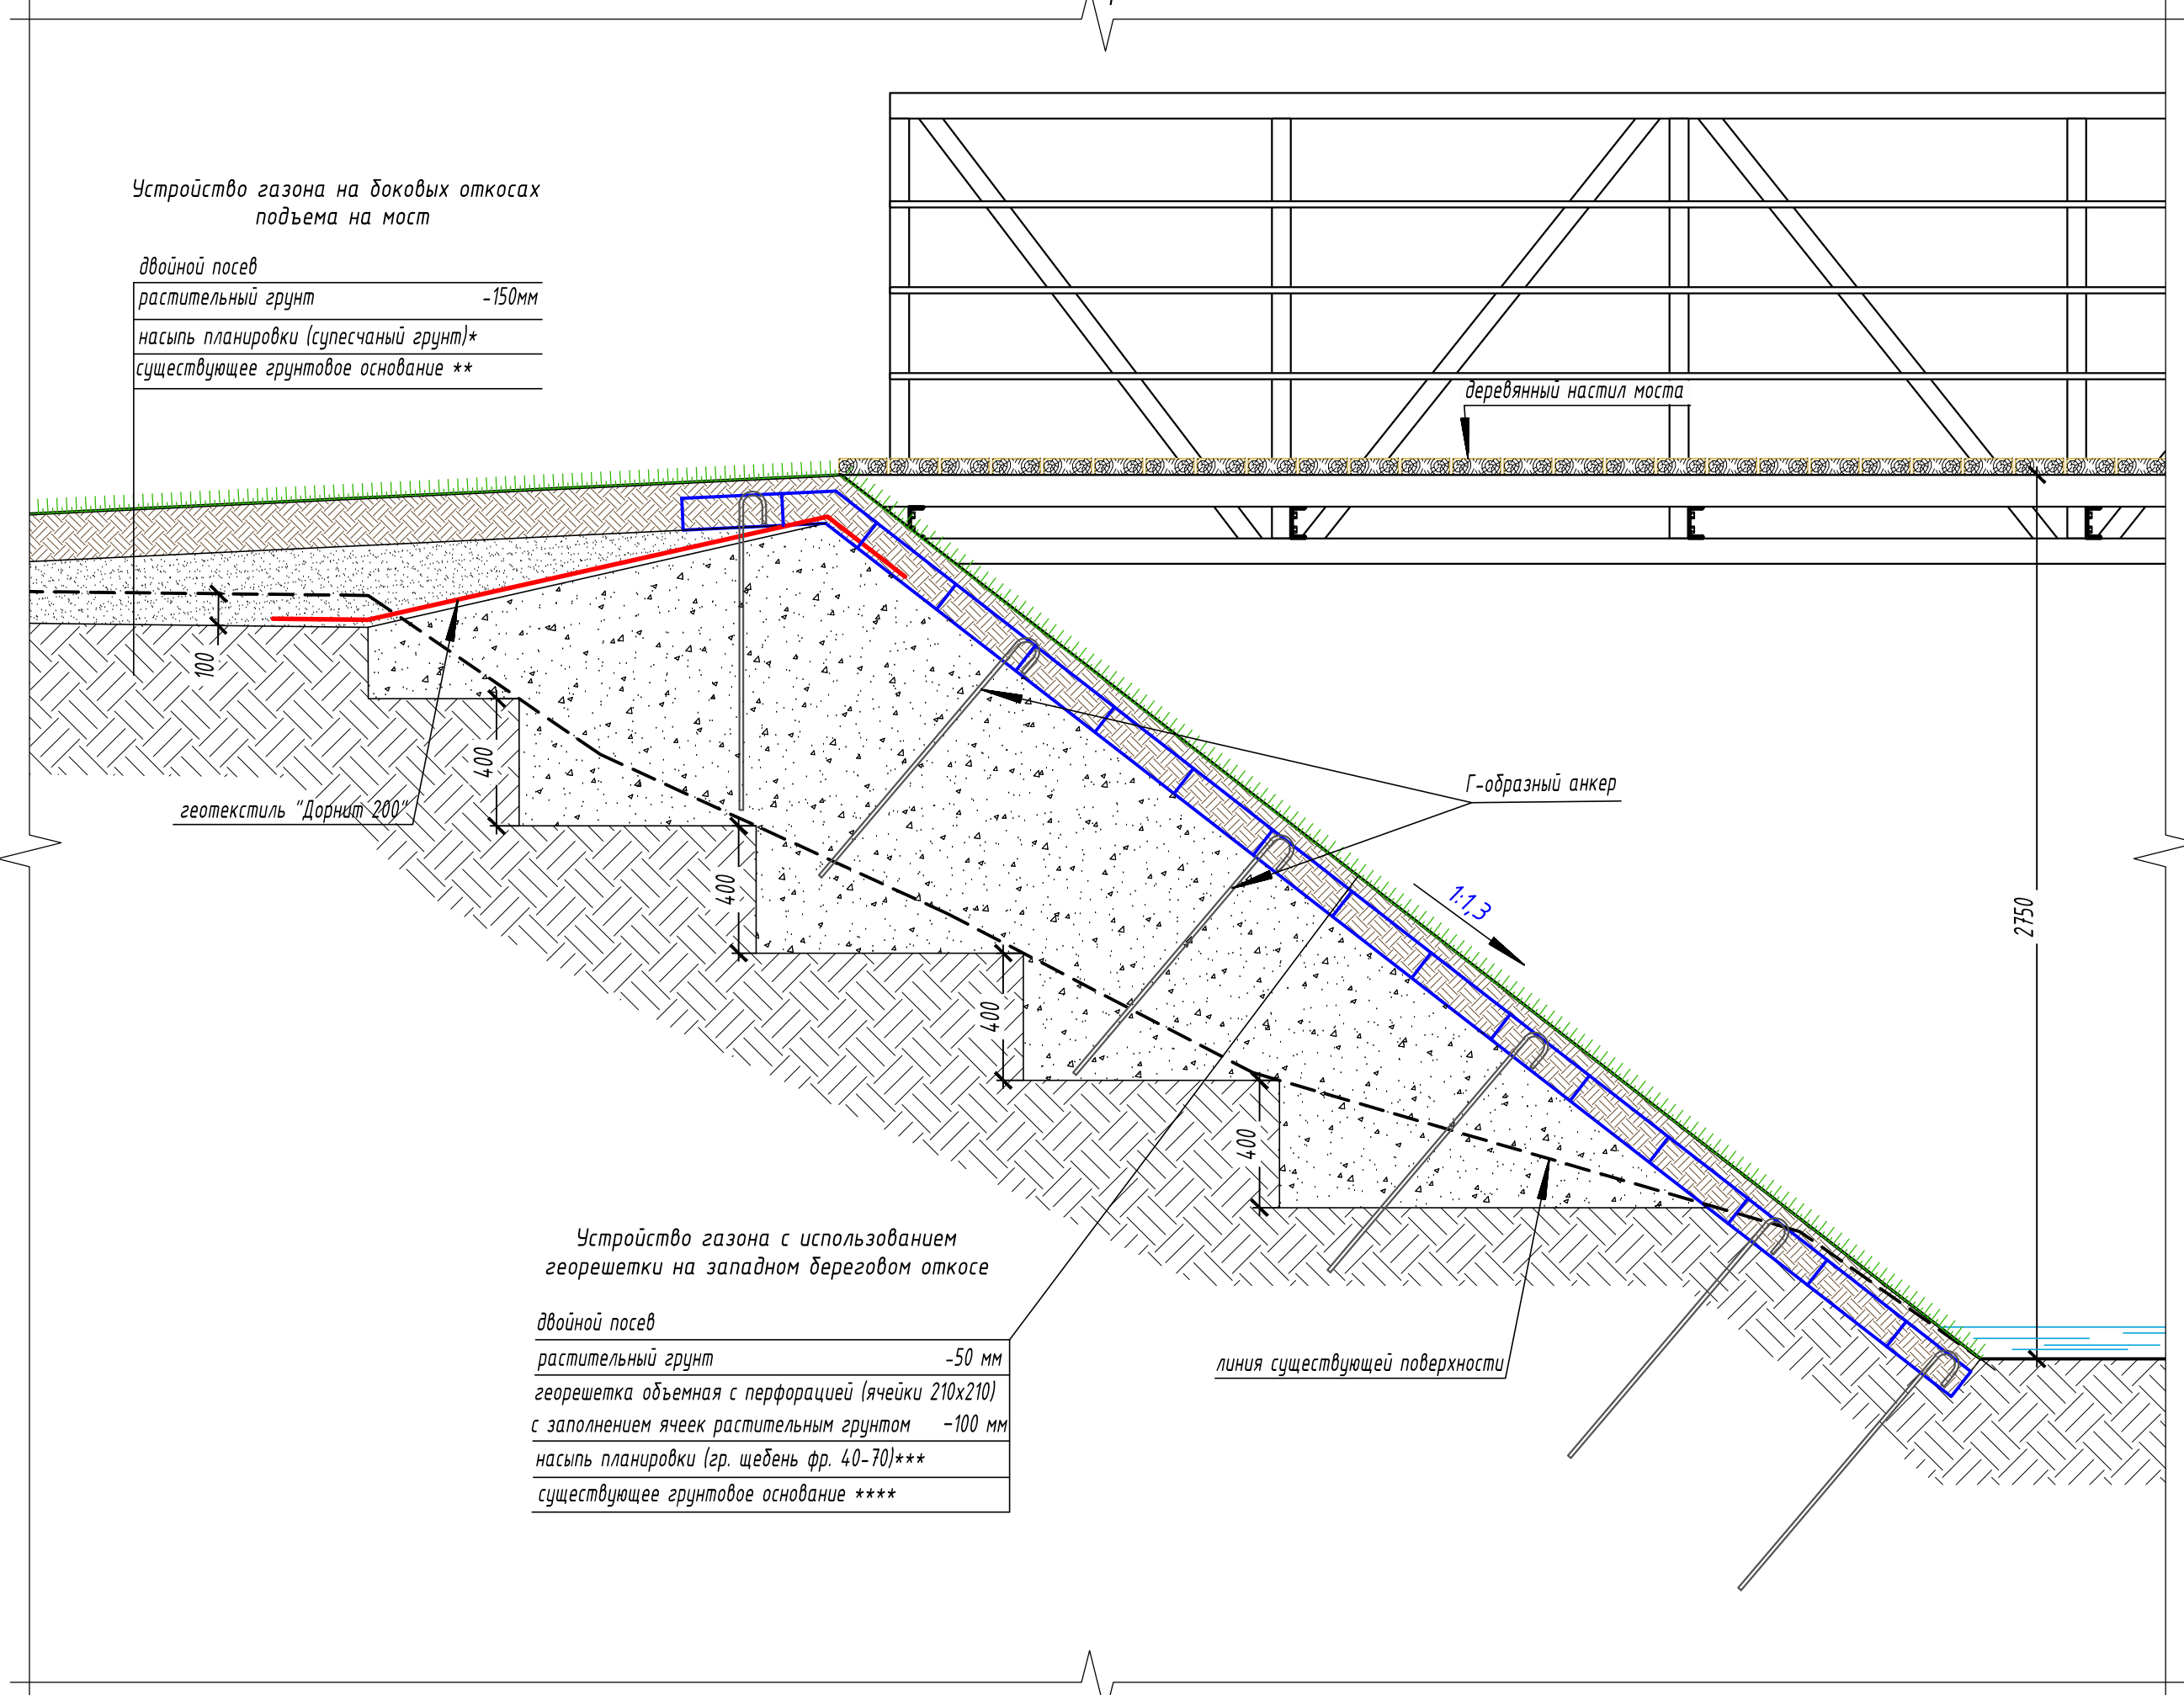 Устройство газона на боковых откосах
подъема на мост
двойной посев
растительный грунт -150мм
насыпь планировки (супесчаный грунт)*
существующее грунтовое основание **
деревянный настил моста
100
400
геотекстиль "Дорнит 200"
Г-образный анкер
400
1:1,3
2750
400
400
Устройство газона с использованием
георешетки на западном береговом откосе
двойной посев
растительный грунт -50 мм
георешетка объемная с перфорацией (ячейки 210х210)
с заполнением ячеек растительным грунтом -100 мм
насыпь планировки (гр. щебень фр. 40-70)***
существующее грунтовое основание ****
линия существующей поверхности